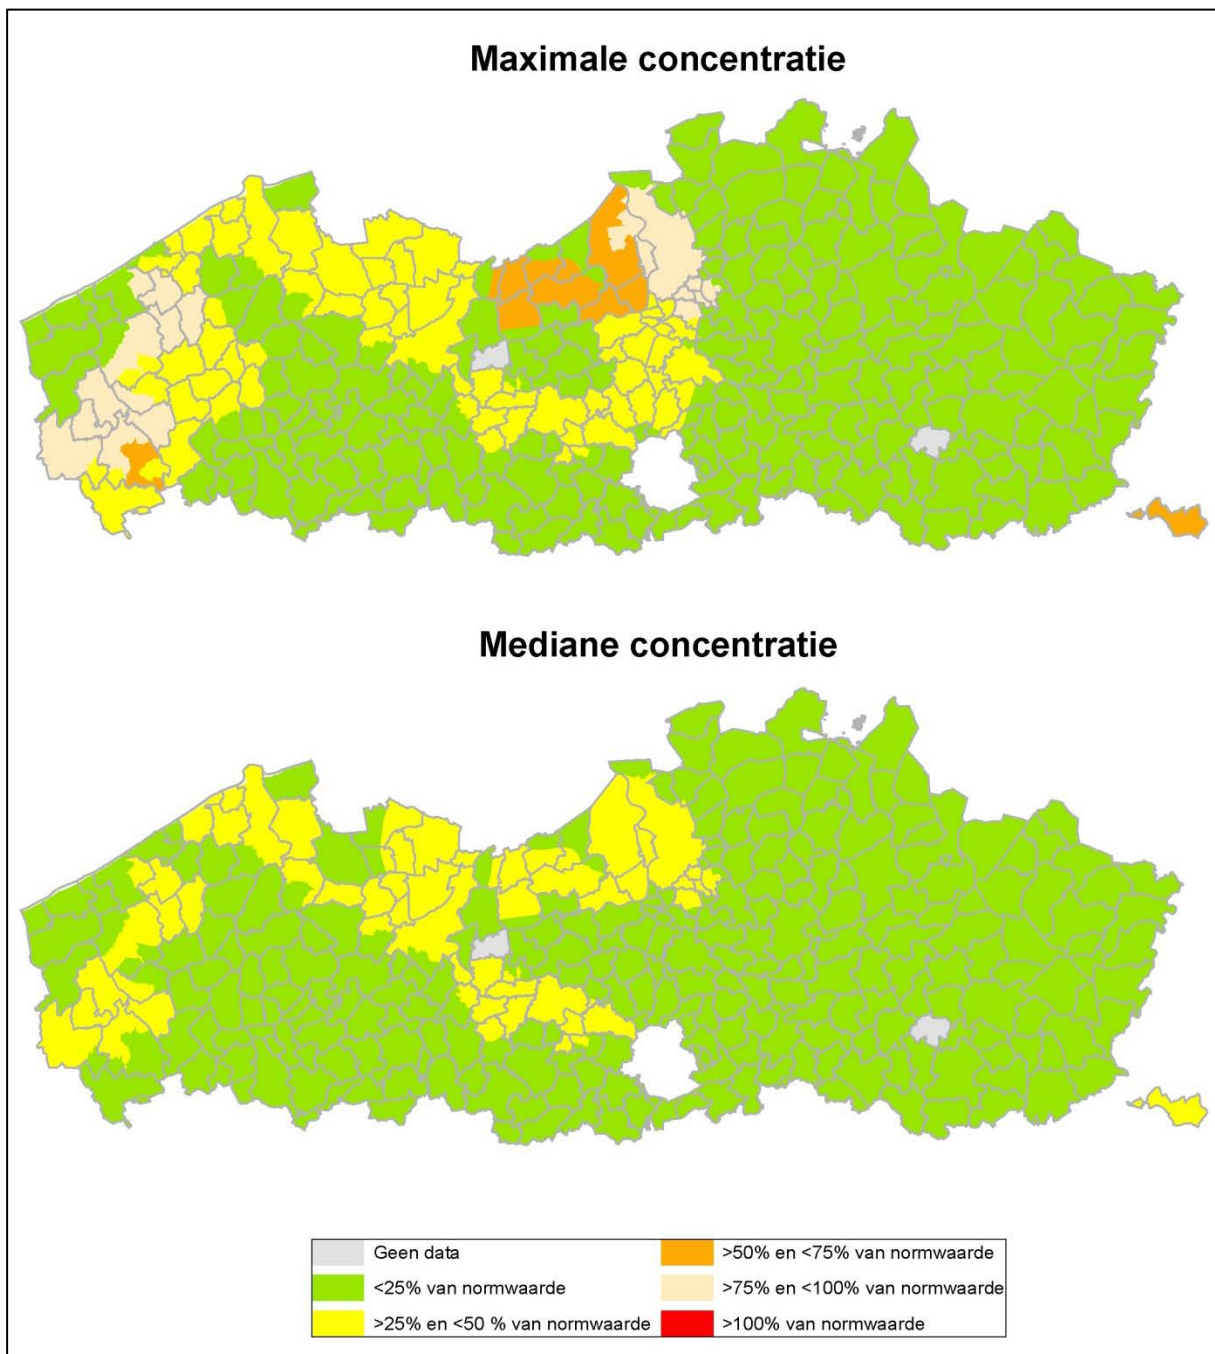 Maximale concentratie
Mediane concentratie
Geen data
<25% van normwaarde
>25% en <50 % van normwaarde
>50% en <75% van normwaarde
>75% en <100% van normwaarde
>100% van normwaarde